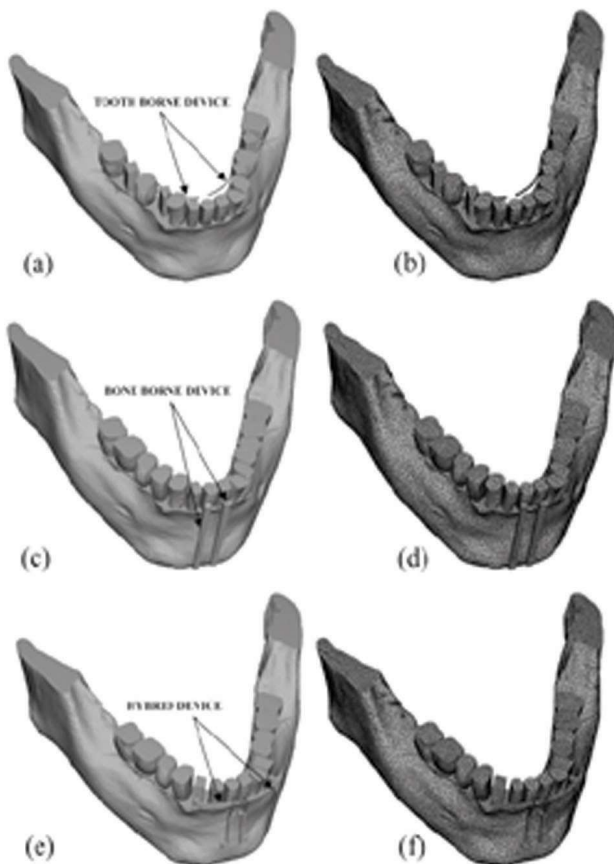 TOOTH BORNE DEVICE
(a)
(b)
BONE BORNE DEVICE
(c)
(d)
HYBRID DEVICE
(e)
(f)